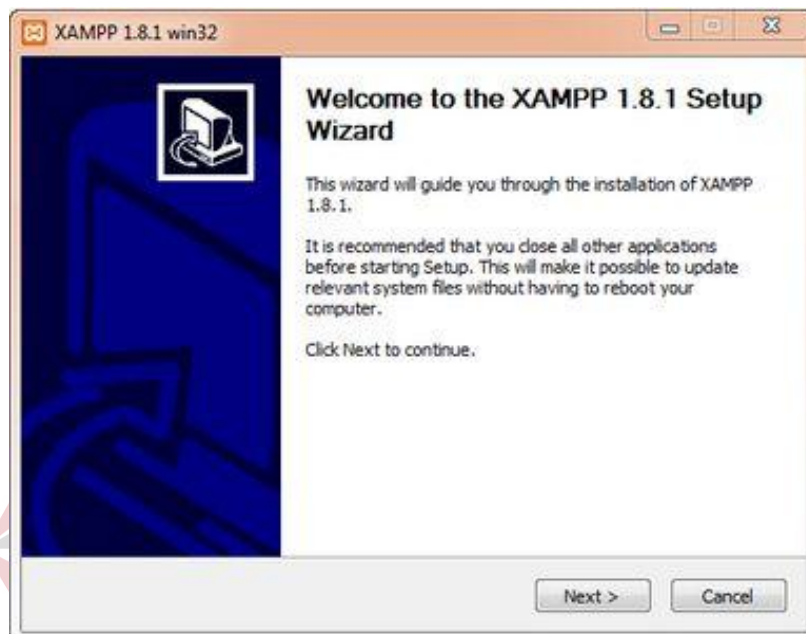 XAMPP 1.8.1 win32
Welcome to the XAMPP 1.8.1 Setup
Wizard
This wizard will guide you through the installation of XAMPP
1.8.1.
It is recommended that you close all other applications
before starting Setup. This will make it possible to update
relevant system files without having to reboot your
computer.
Click Next to continue.
Next >
Cancel